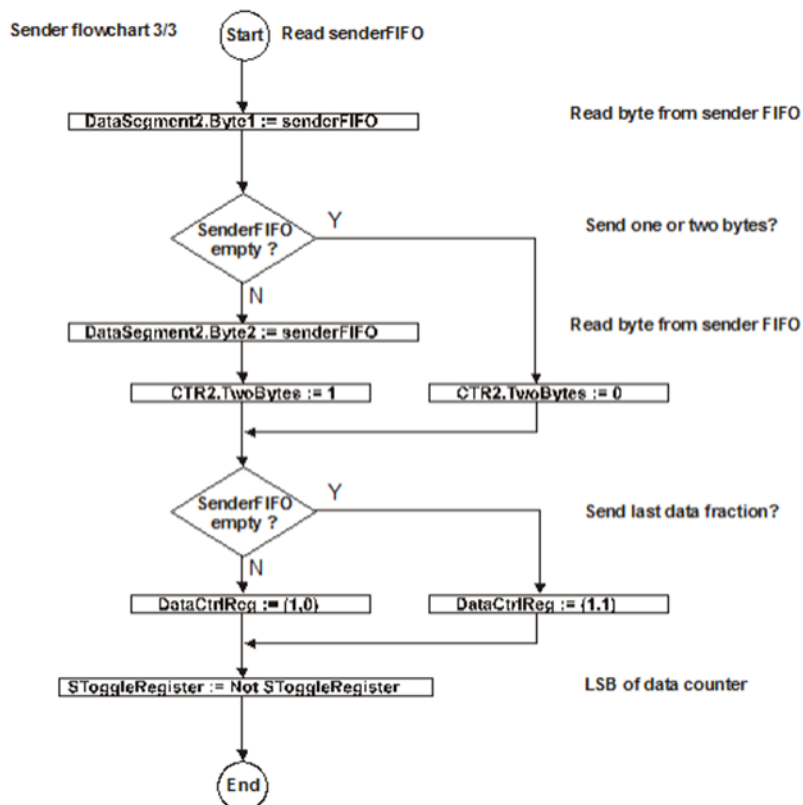 Sender flowchart 3/3
Start
Read senderFIFO
DataSegment2.Byte1 := senderFIFO
Read byte from sender FIFO
SenderFIFO
empty ?
Y
Send one or two bytes?
N
DataSegment2.Byte2 := senderFIFO
Read byte from sender FIFO
CTR2.TwoBytes := 1
CTR2.TwoBytes := 0
SenderFIFO
empty ?
Y
Send last data fraction?
N
DataCtrlReg := (1,0)
DataCtrlReg := (1.1)
SToggleRegister := Not SToggleRegister
LSB of data counter
End